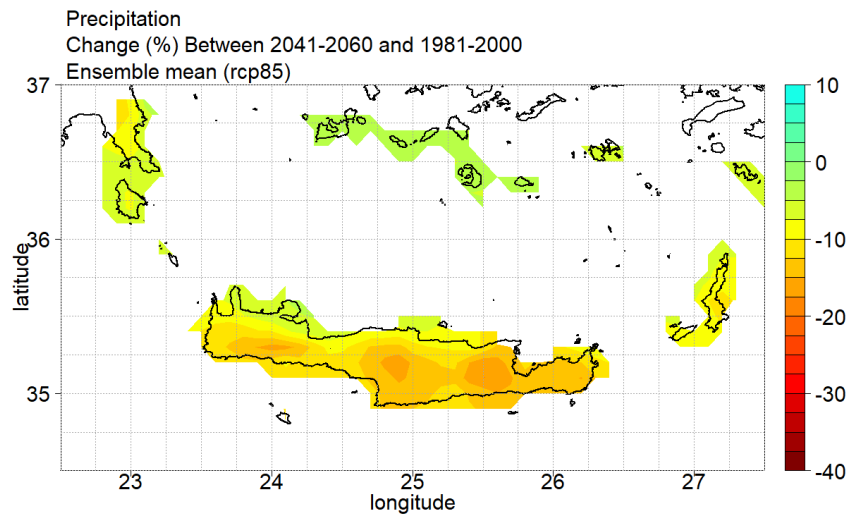 Precipitation
Change (%) Between 2041-2060 and 1981-2000
Ensemble mean (rcp85)
37
36
35
latitude
23
24
25
26
27
longitude
10
0
-10
-20
-30
-40